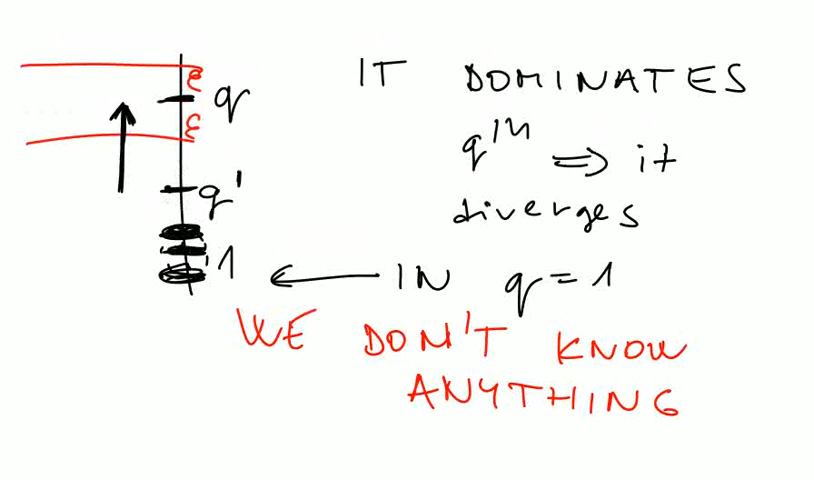 IT DOMINATES
ε
q
ε
q'ⁿ ⇒ it
diverges
q'
1 ← IN q = 1
WE DON'T KNOW
ANYTHING